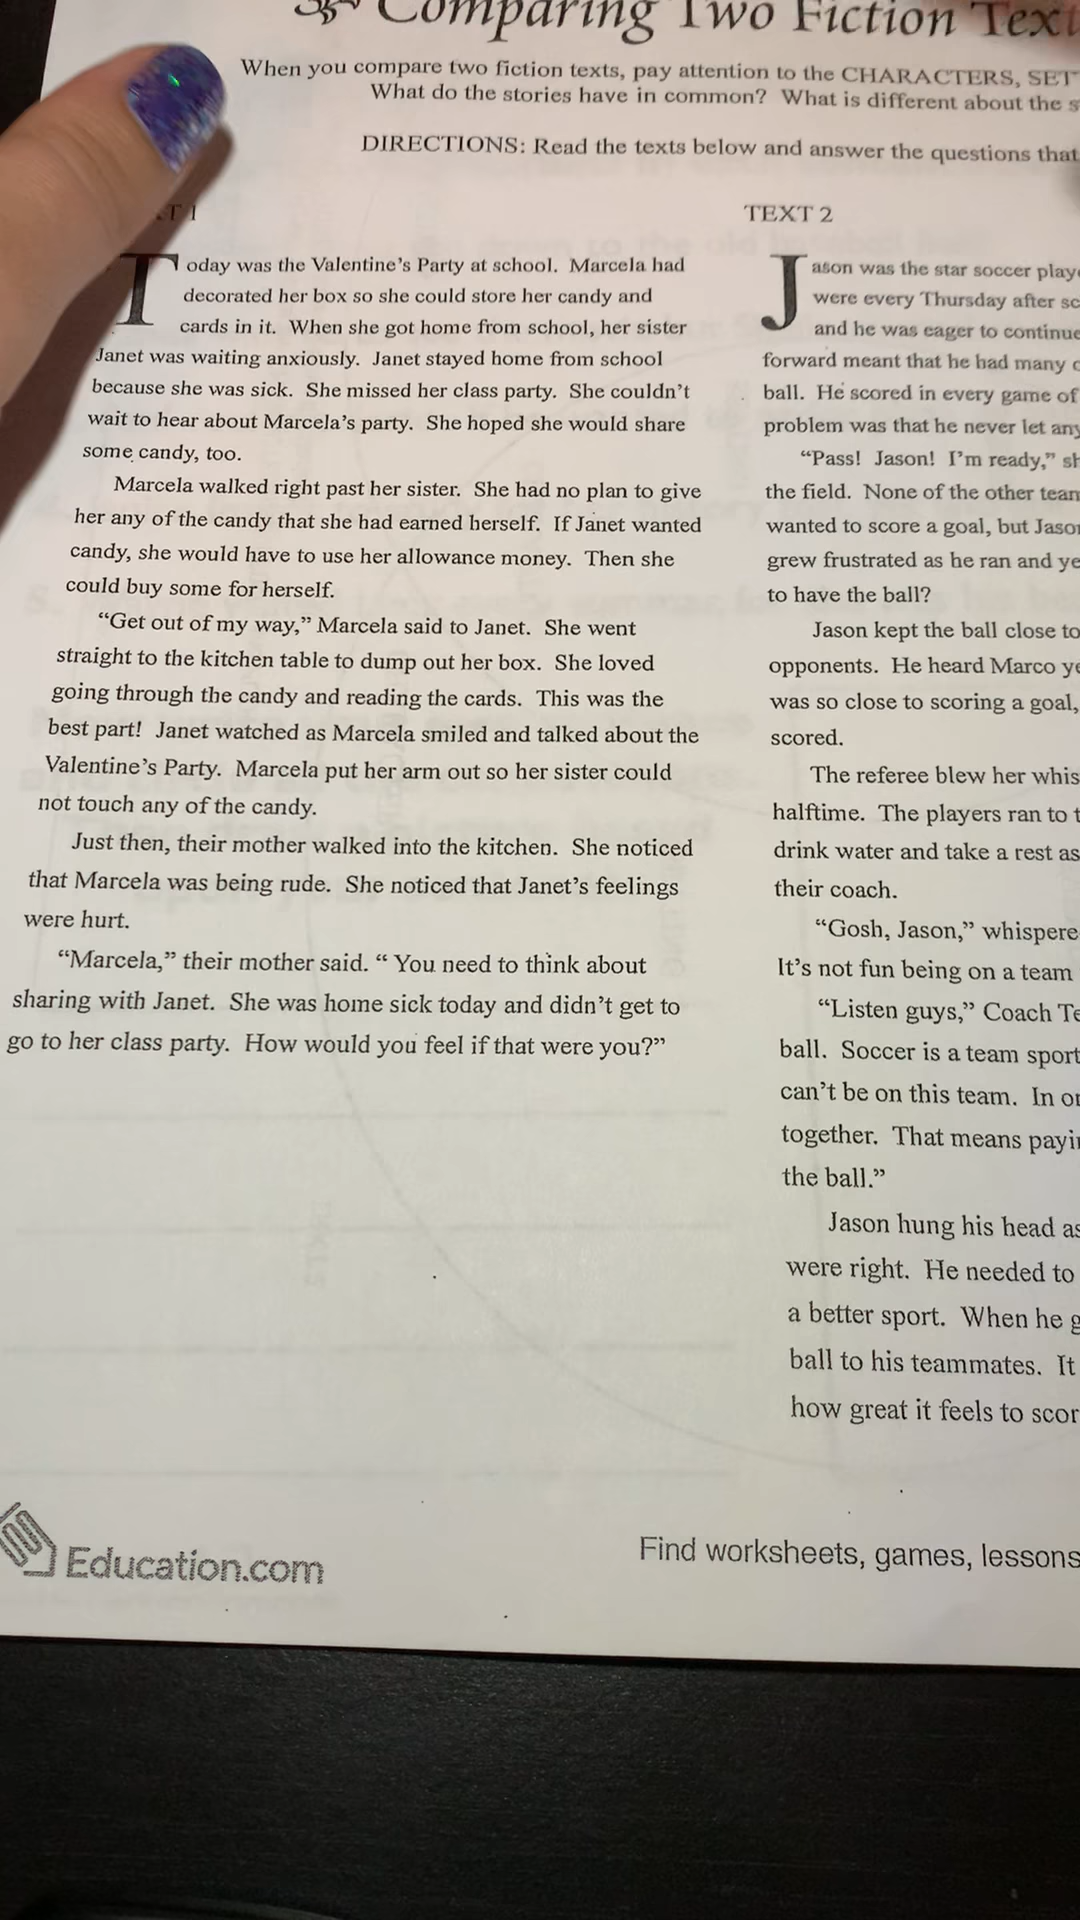 Comparing Two Fiction Text
When you compare two fiction texts, pay attention to the CHARACTERS, SET
What do the stories have in common? What is different about the s
DIRECTIONS: Read the texts below and answer the questions that
T 1
Today was the Valentine's Party at school. Marcela had
decorated her box so she could store her candy and
cards in it. When she got home from school, her sister
Janet was waiting anxiously. Janet stayed home from school
because she was sick. She missed her class party. She couldn't
wait to hear about Marcela's party. She hoped she would share
some candy, too.
Marcela walked right past her sister. She had no plan to give
her any of the candy that she had earned herself. If Janet wanted
candy, she would have to use her allowance money. Then she
could buy some for herself.
“Get out of my way,” Marcela said to Janet. She went
straight to the kitchen table to dump out her box. She loved
going through the candy and reading the cards. This was the
best part! Janet watched as Marcela smiled and talked about the
Valentine's Party. Marcela put her arm out so her sister could
not touch any of the candy.
Just then, their mother walked into the kitchen. She noticed
that Marcela was being rude. She noticed that Janet's feelings
were hurt.
“Marcela,” their mother said. “ You need to think about
sharing with Janet. She was home sick today and didn't get to
go to her class party. How would you feel if that were you?”
TEXT 2
Jason was the star soccer playe
were every Thursday after sc
and he was eager to continue
forward meant that he had many
ball. He scored in every game of
problem was that he never let any
“Pass! Jason! I'm ready,” sh
the field. None of the other team
wanted to score a goal, but Jason
grew frustrated as he ran and ye
to have the ball?
Jason kept the ball close to
opponents. He heard Marco ye
was so close to scoring a goal,
scored.
The referee blew her whis
halftime. The players ran to t
drink water and take a rest as
their coach.
“Gosh, Jason,” whispere
It's not fun being on a team
“Listen guys,” Coach Te
ball. Soccer is a team sport
can't be on this team. In or
together. That means payin
the ball.”
Jason hung his head as
were right. He needed to
a better sport. When he g
ball to his teammates. It
how great it feels to scor
Education.com
Find worksheets, games, lessons